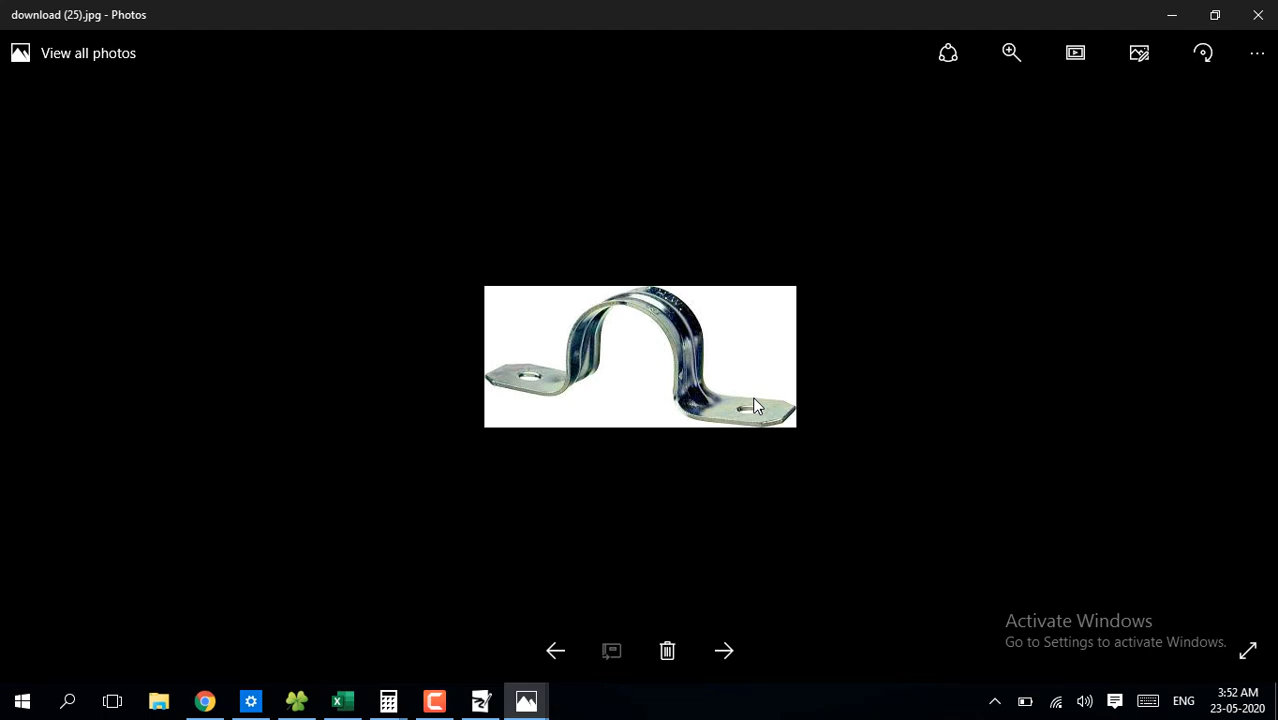 download (25).jpg - Photos
View all photos
Activate Windows
Go to Settings to activate Windows.
ENG
3:52 AM
23-05-2020